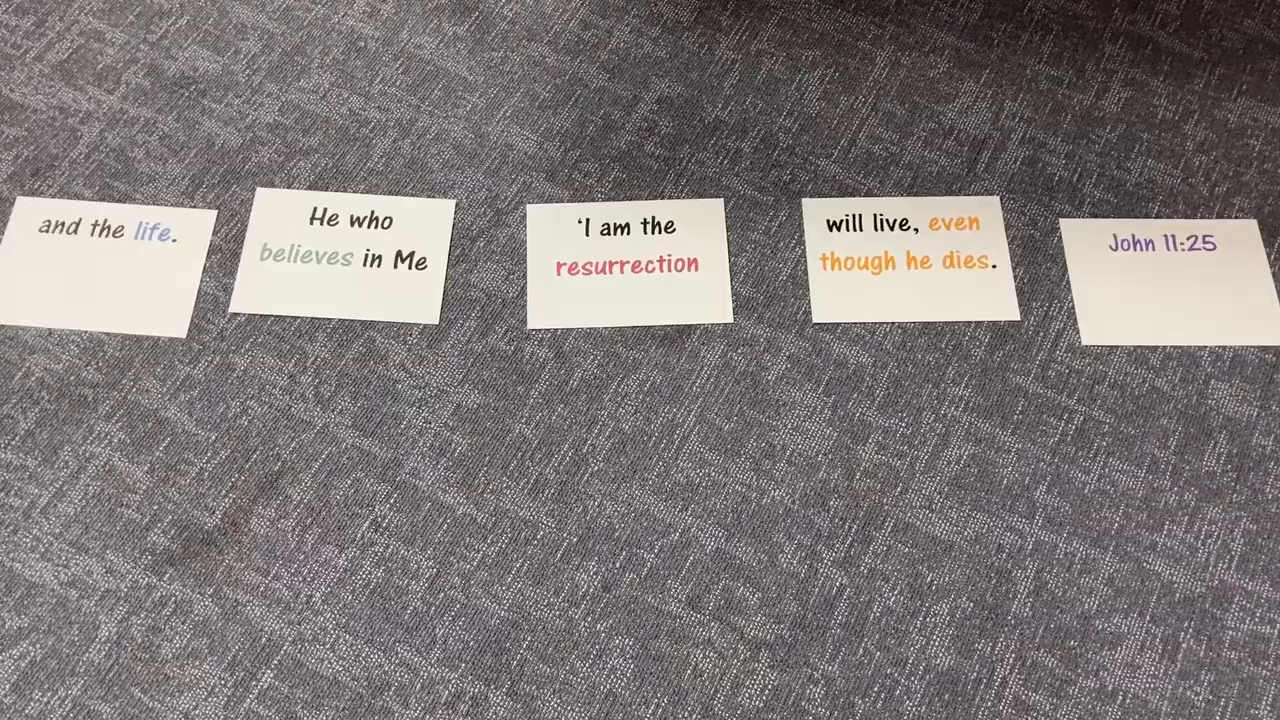 and the life.
He who
believes in Me
‘I am the
resurrection
will live, even
though he dies.
John 11:25